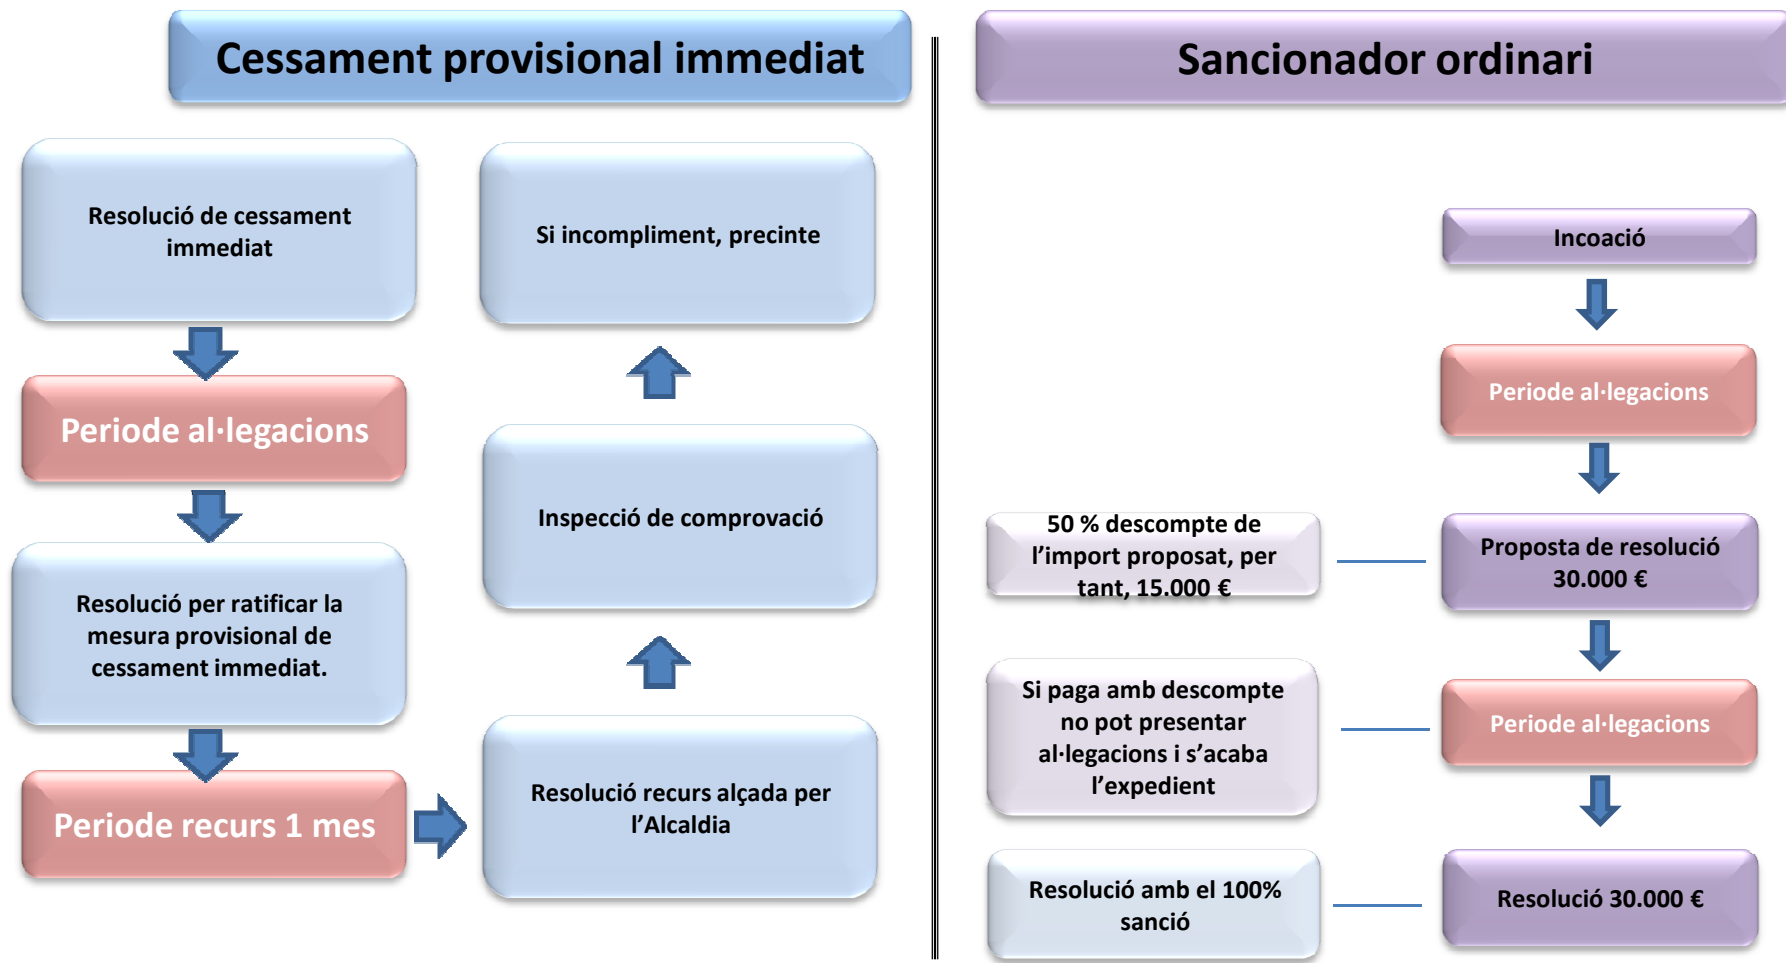 Cessament provisional immediat
Resolució de cessament
immediat
Periode al·legacions
Resolució per ratificar la
mesura provisional de
cessament immediat.
Periode recurs 1 mes
Si incompliment, precinte
Inspecció de comprovació
Resolució recurs alçada per
l’Alcaldia
Sancionador ordinari
Incoació
Periode al·legacions
50 % descompte de
l’import proposat, per
tant, 15.000 €
Proposta de resolució
30.000 €
Si paga amb descompte
no pot presentar
al·legacions i s’acaba
l’expedient
Periode al·legacions
Resolució amb el 100%
sanció
Resolució 30.000 €